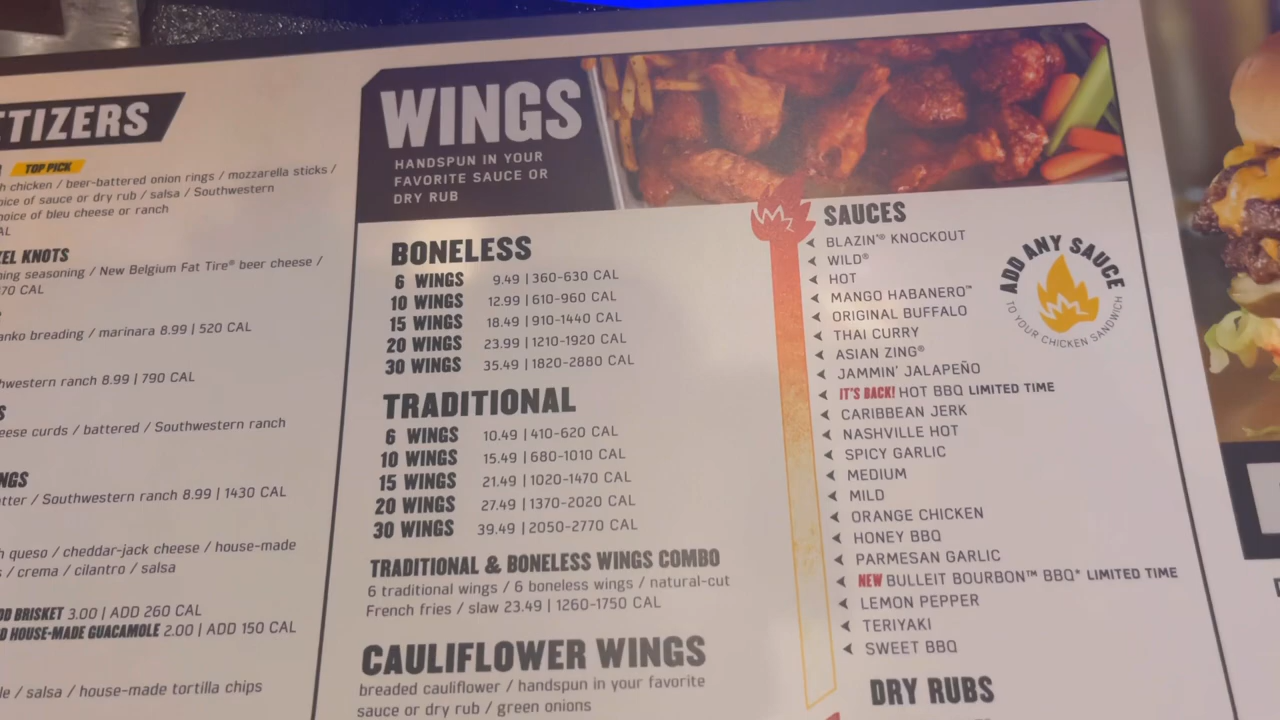 TIZERS
TOP PICK
chicken / beer-battered onion rings / mozzarella sticks /
of sauce or dry rub / salsa / Southwestern
of bleu cheese or ranch
KNOTS
seasoning / New Belgium Fat Tire® beer cheese /
70 CAL
breading / marinara 8.99 | 520 CAL
ranch 8.99 | 790 CAL
curds / battered / Southwestern ranch
/ Southwestern ranch 8.99 | 1430 CAL
queso / cheddar-jack cheese / house-made
/ crema / cilantro / salsa
BRISKET 3.00 | ADD 260 CAL
HOUSE-MADE GUACAMOLE 2.00 | ADD 150 CAL
/ salsa / house-made tortilla chips
WINGS
HANDSPUN IN YOUR
FAVORITE SAUCE OR
DRY RUB
BONELESS
6 WINGS 9.49 | 360-630 CAL
10 WINGS 12.99 | 610-960 CAL
15 WINGS 18.49 | 910-1440 CAL
20 WINGS 23.99 | 1210-1920 CAL
30 WINGS 35.49 | 1820-2880 CAL
TRADITIONAL
6 WINGS 10.49 | 410-620 CAL
10 WINGS 15.49 | 680-1010 CAL
15 WINGS 21.49 | 1020-1470 CAL
20 WINGS 27.49 | 1370-2020 CAL
30 WINGS 39.49 | 2050-2770 CAL
TRADITIONAL & BONELESS WINGS COMBO
6 traditional wings / 6 boneless wings / natural-cut
French fries / slaw 23.49 | 1260-1750 CAL
CAULIFLOWER WINGS
breaded cauliflower / handspun in your favorite
sauce or dry rub / green onions
SAUCES
BLAZIN'® KNOCKOUT
WILD®
HOT
MANGO HABANERO™
ORIGINAL BUFFALO
THAI CURRY
ASIAN ZING®
JAMMIN' JALAPEÑO
IT'S BACK! HOT BBQ LIMITED TIME
CARIBBEAN JERK
NASHVILLE HOT
SPICY GARLIC
MEDIUM
MILD
ORANGE CHICKEN
HONEY BBQ
PARMESAN GARLIC
NEW BULLEIT BOURBON™ BBQ* LIMITED TIME
LEMON PEPPER
TERIYAKI
SWEET BBQ
DRY RUBS
ADD ANY SAUCE
TO YOUR CHICKEN SANDWICH